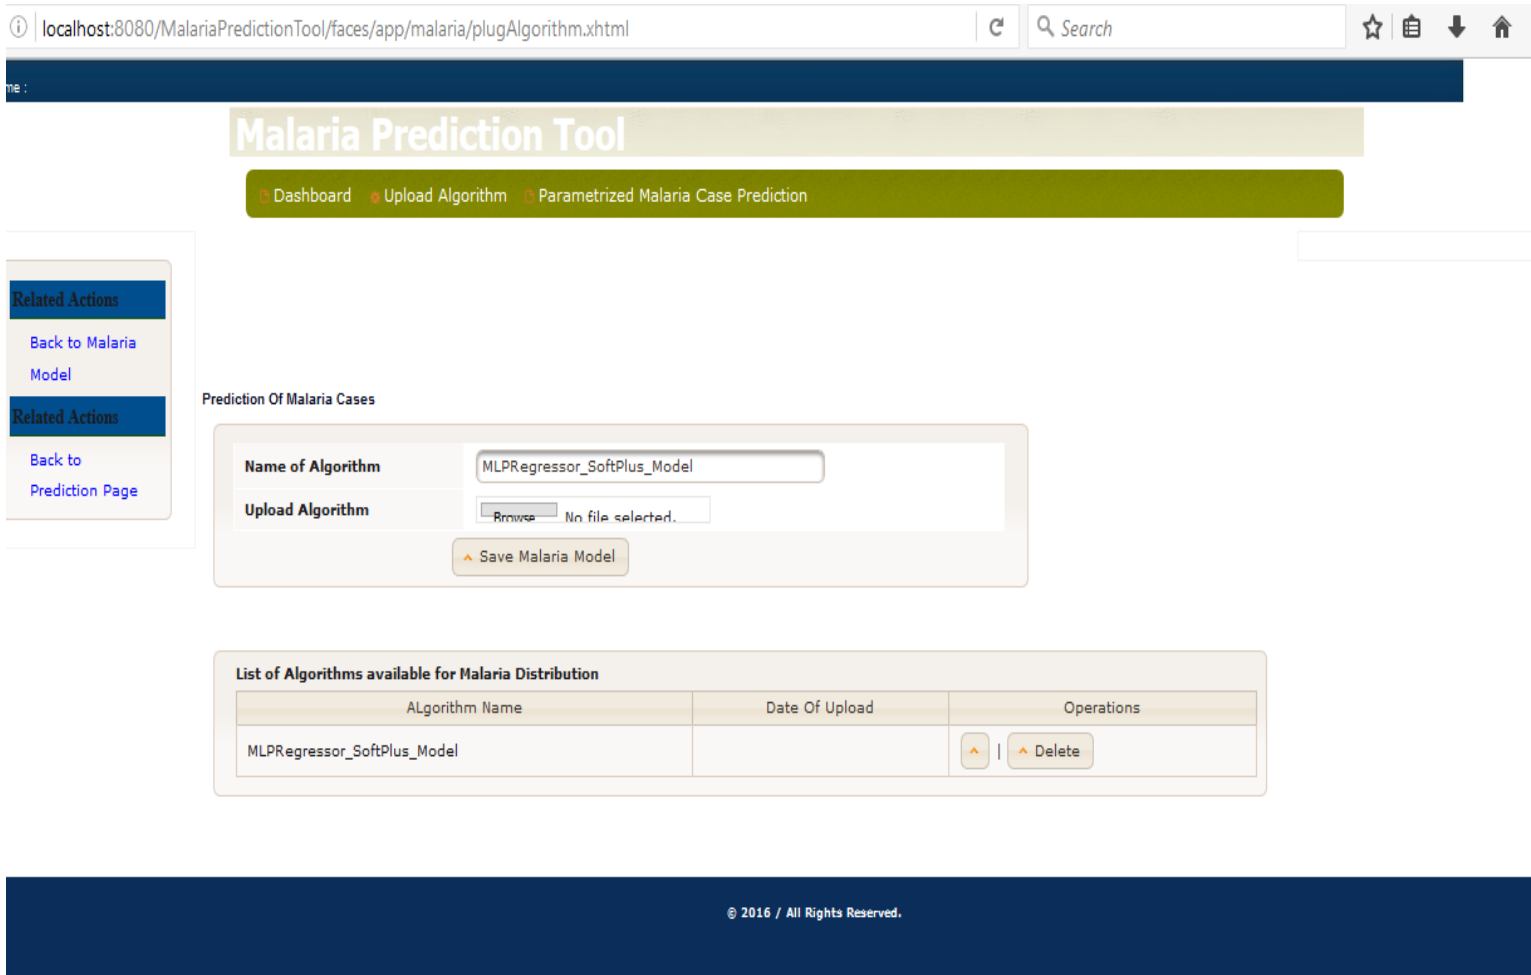 localhost:8080/MalariaPredictionTool/faces/app/malaria/plugAlgorithm.xhtml
Search
me :
Malaria Prediction Tool
Dashboard Upload Algorithm Parametrized Malaria Case Prediction
Related Actions
Back to Malaria
Model
Related Actions
Back to
Prediction Page
Prediction Of Malaria Cases
Name of Algorithm MLPRegressor_SoftPlus_Model
Upload Algorithm Browse No file selected.
Save Malaria Model
List of Algorithms available for Malaria Distribution
ALgorithm Name Date Of Upload Operations
MLPRegressor_SoftPlus_Model | Delete
© 2016 / All Rights Reserved.